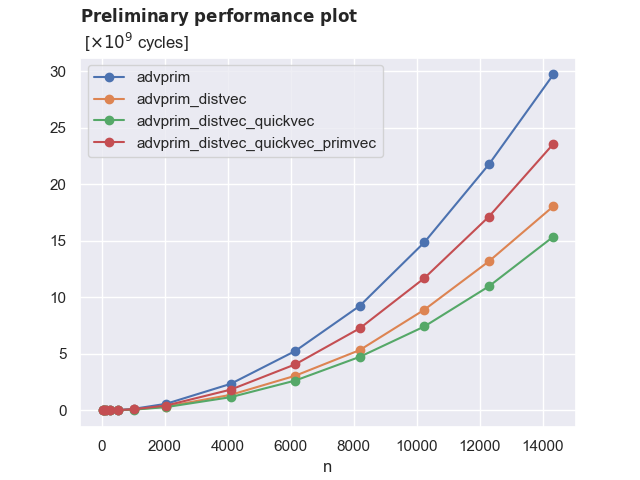 Preliminary performance plot
[×10⁹ cycles]
advprim
advprim_distvec
advprim_distvec_quickvec
advprim_distvec_quickvec_primvec
30
25
20
15
10
5
0
0 2000 4000 6000 8000 10000 12000 14000
n